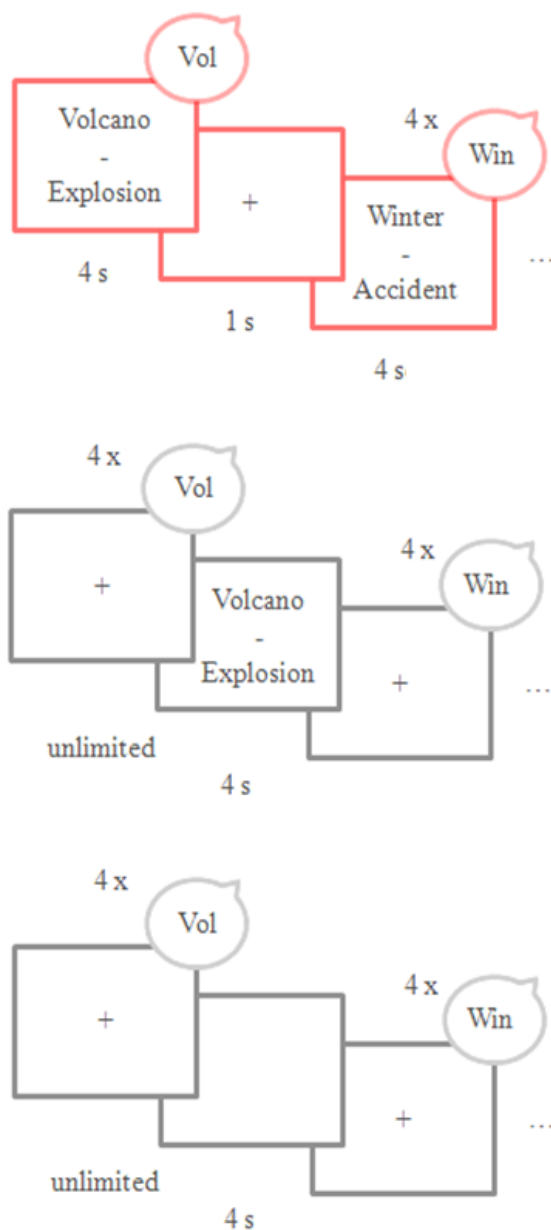 Vol
Volcano
-
Explosion
4 s
+
1 s
4 x
Win
Winter
-
Accident
4 s
...
4 x
Vol
+
unlimited
Volcano
-
Explosion
4 s
4 x
Win
+
...
4 x
Vol
+
unlimited
4 s
4 x
Win
+
...